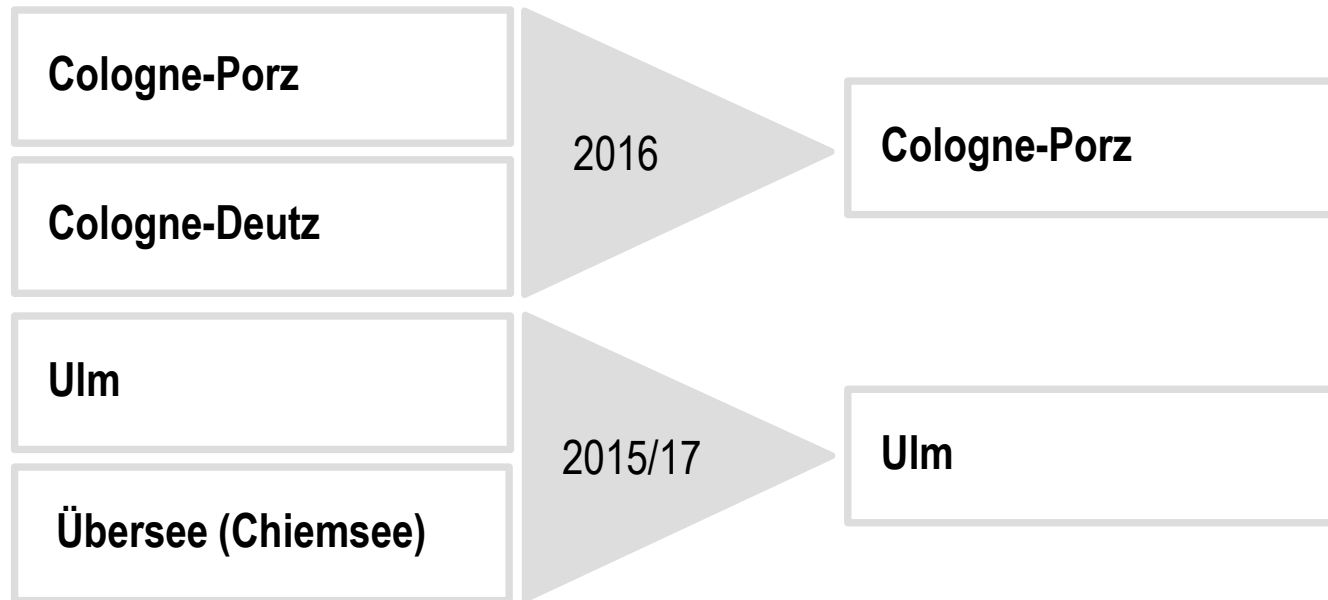 Cologne-Porz
Cologne-Deutz
2016
Cologne-Porz
Ulm
Übersee (Chiemsee)
2015/17
Ulm